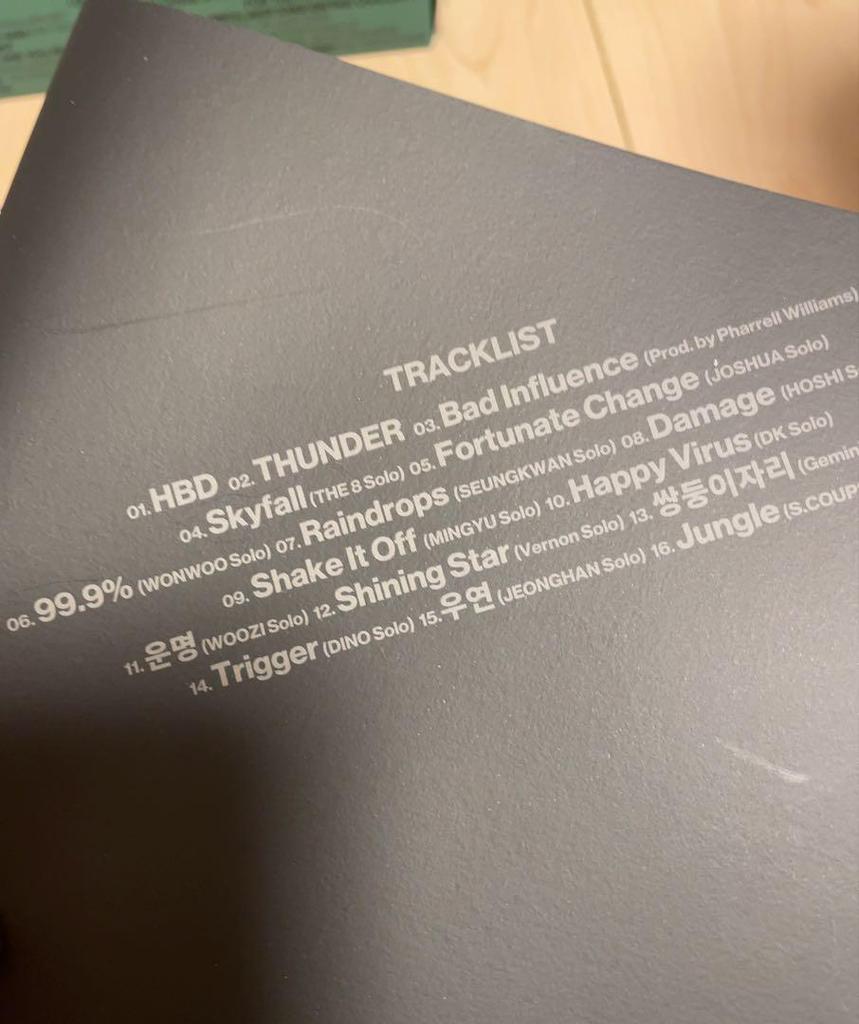 TRACKLIST
01.HBD 02.THUNDER 03.Bad Influence (Prod. by Pharrell Williams)
04.Skyfall (THE 8 Solo) 05.Fortunate Change (JOSHUA Solo)
06.99.9% (WONWOO Solo) 07.Raindrops (SEUNGKWAN Solo) 08.Damage (HOSHI S
09.Shake It Off (MINGYU Solo) 10.Happy Virus (DK Solo)
11.운명 (WOOZI Solo) 12.Shining Star (Vernon Solo) 13.쌍둥이자리 (Gemin
14.Trigger (DINO Solo) 15.우연 (JEONGHAN Solo) 16.Jungle (S.COUP